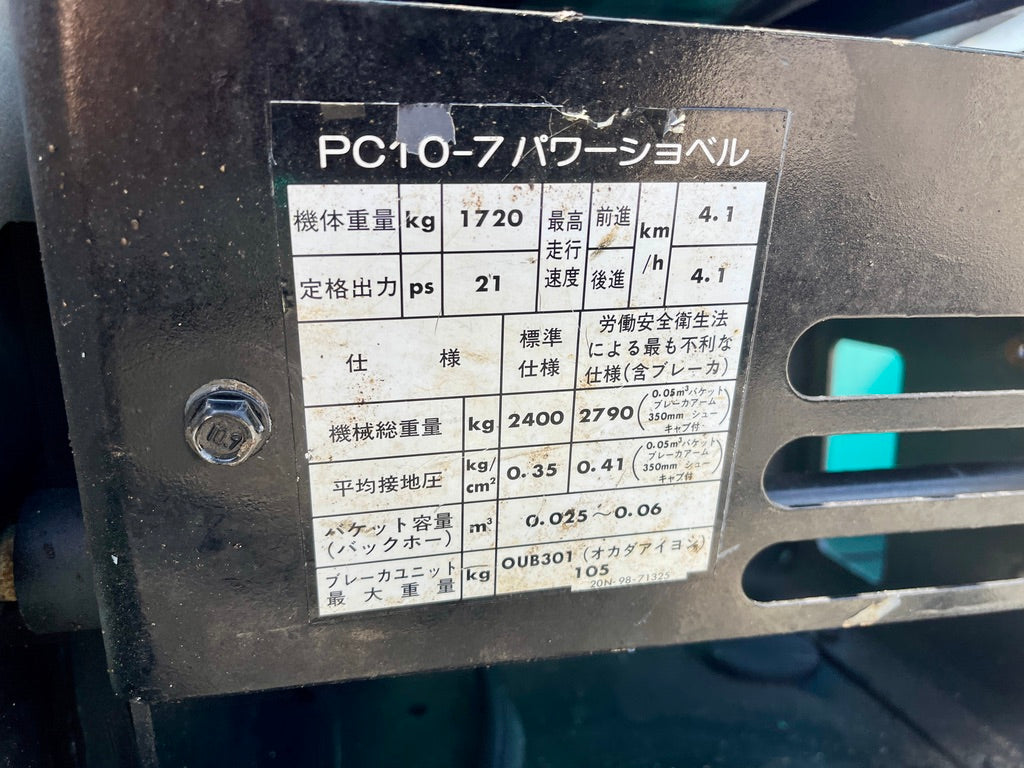 PC10-7パワーショベル
機体重量 kg 1720 最高走行速度 前進 km/h 4.1
定格出力 ps 21 後進 4.1
仕様 標準仕様 労働安全衛生法による最も不利な仕様(含ブレーカ)
機械総重量 kg 2400 2790 (0.05m³バケット ブレーカアーム 350mm シュー キャブ付)
平均接地圧 kg/cm² 0.35 0.41 (0.05m³バケット ブレーカアーム 350mm シュー キャブ付)
バケット容量(バックホー) m³ 0.025〜0.06
ブレーカユニット最大重量 kg OUB301 (オカダアイヨン) 105
20N-98-71325
10.9